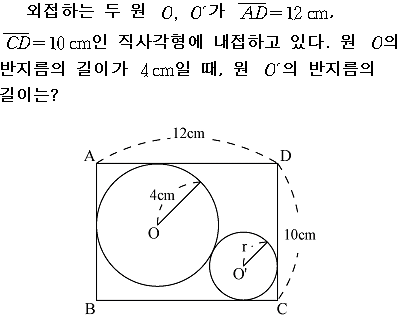 외접하는 두 원 O, O′가 AD=12 cm,
CD=10 cm인 직사각형에 내접하고 있다. 원 O의
반지름의 길이가 4 cm일 때, 원 O′의 반지름의
길이는?
12cm
A D
4cm
O
r
O'
10cm
B C